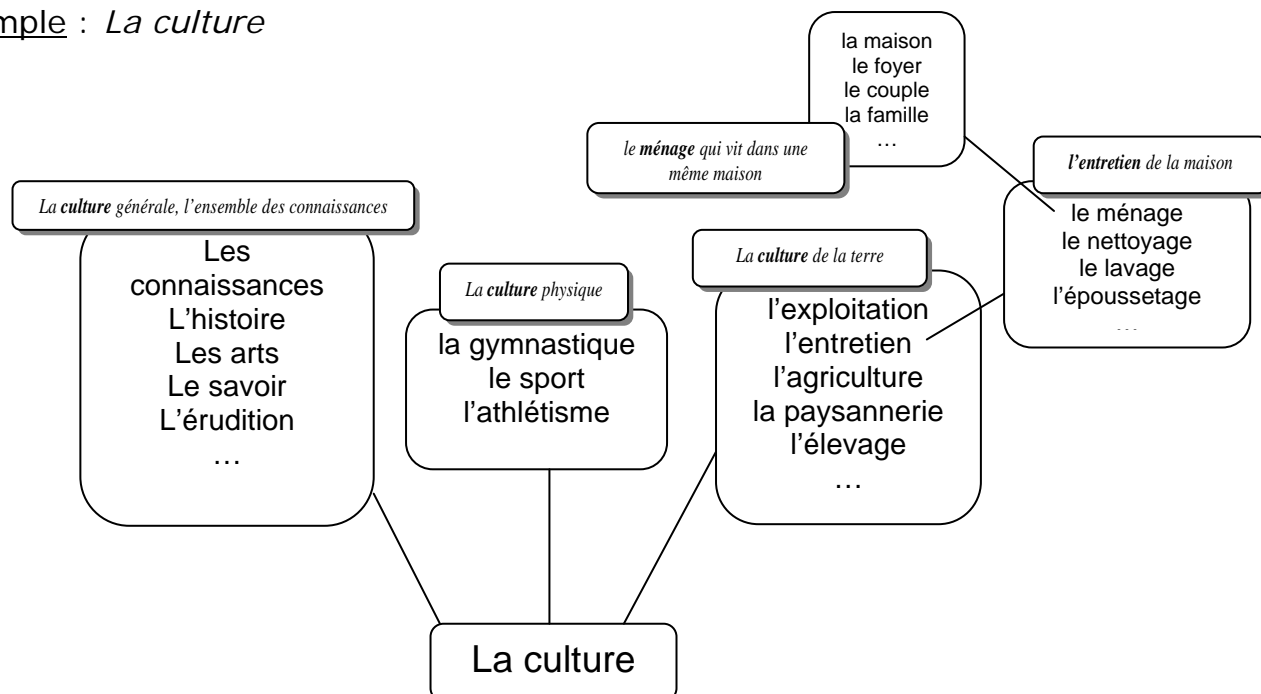 mple : La culture
la maison
le foyer
le couple
la famille
…
le ménage qui vit dans une
même maison
l'entretien de la maison
le ménage
le nettoyage
le lavage
l'époussetage
…
La culture générale, l'ensemble des connaissances
Les
connaissances
L'histoire
Les arts
Le savoir
L'érudition
…
La culture physique
la gymnastique
le sport
l'athlétisme
La culture de la terre
l'exploitation
l'entretien
l'agriculture
la paysannerie
l'élevage
…
La culture